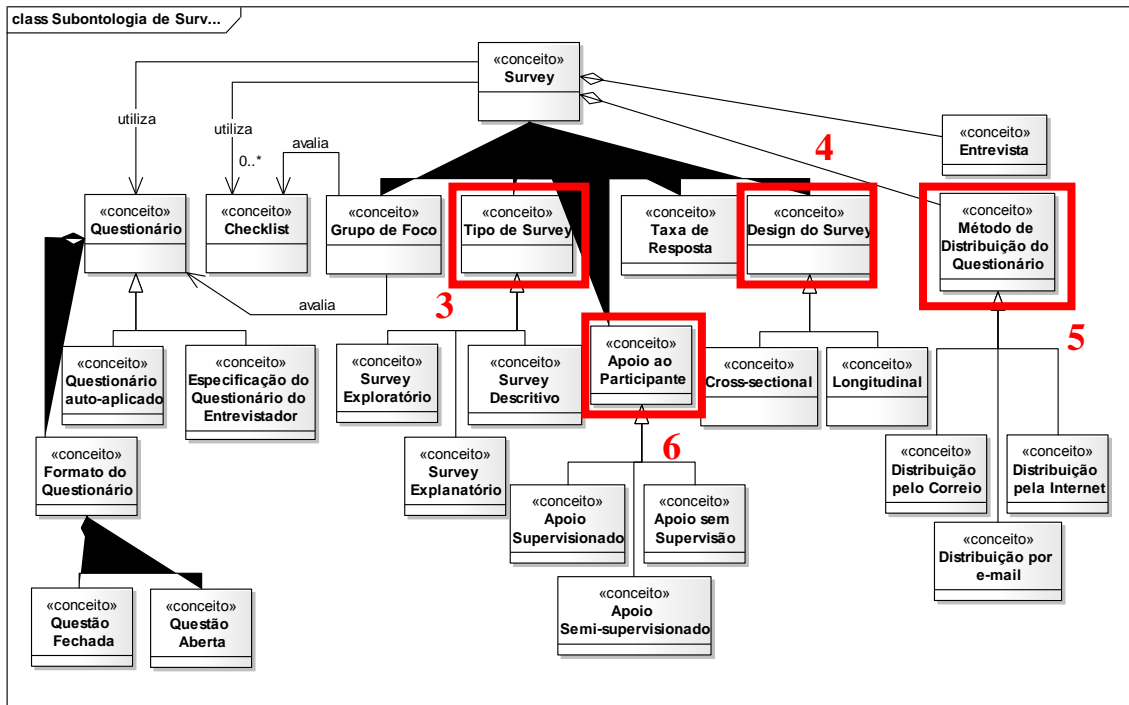 class Subontologia de Surv...
«conceito»
Survey
utiliza
utiliza
0..*
avalia
4
«conceito»
Entrevista
«conceito»
Questionário
«conceito»
Checklist
«conceito»
Grupo de Foco
«conceito»
Tipo de Survey
«conceito»
Taxa de
Resposta
«conceito»
Design do Survey
«conceito»
Método de
Distribuição do
Questionário
avalia
3
5
«conceito»
Apoio ao
Participante
«conceito»
Questionário
auto-aplicado
«conceito»
Especificação do
Questionário do
Entrevistador
«conceito»
Survey
Exploratório
«conceito»
Survey
Descritivo
«conceito»
Cross-sectional
«conceito»
Longitudinal
«conceito»
Formato do
Questionário
«conceito»
Survey
Explanatório
6
«conceito»
Distribuição
pelo Correio
«conceito»
Distribuição
pela Internet
«conceito»
Apoio
Supervisionado
«conceito»
Apoio sem
Supervisão
«conceito»
Distribuição por
e-mail
«conceito»
Questão
Fechada
«conceito»
Questão
Aberta
«conceito»
Apoio
Semi-supervisionado